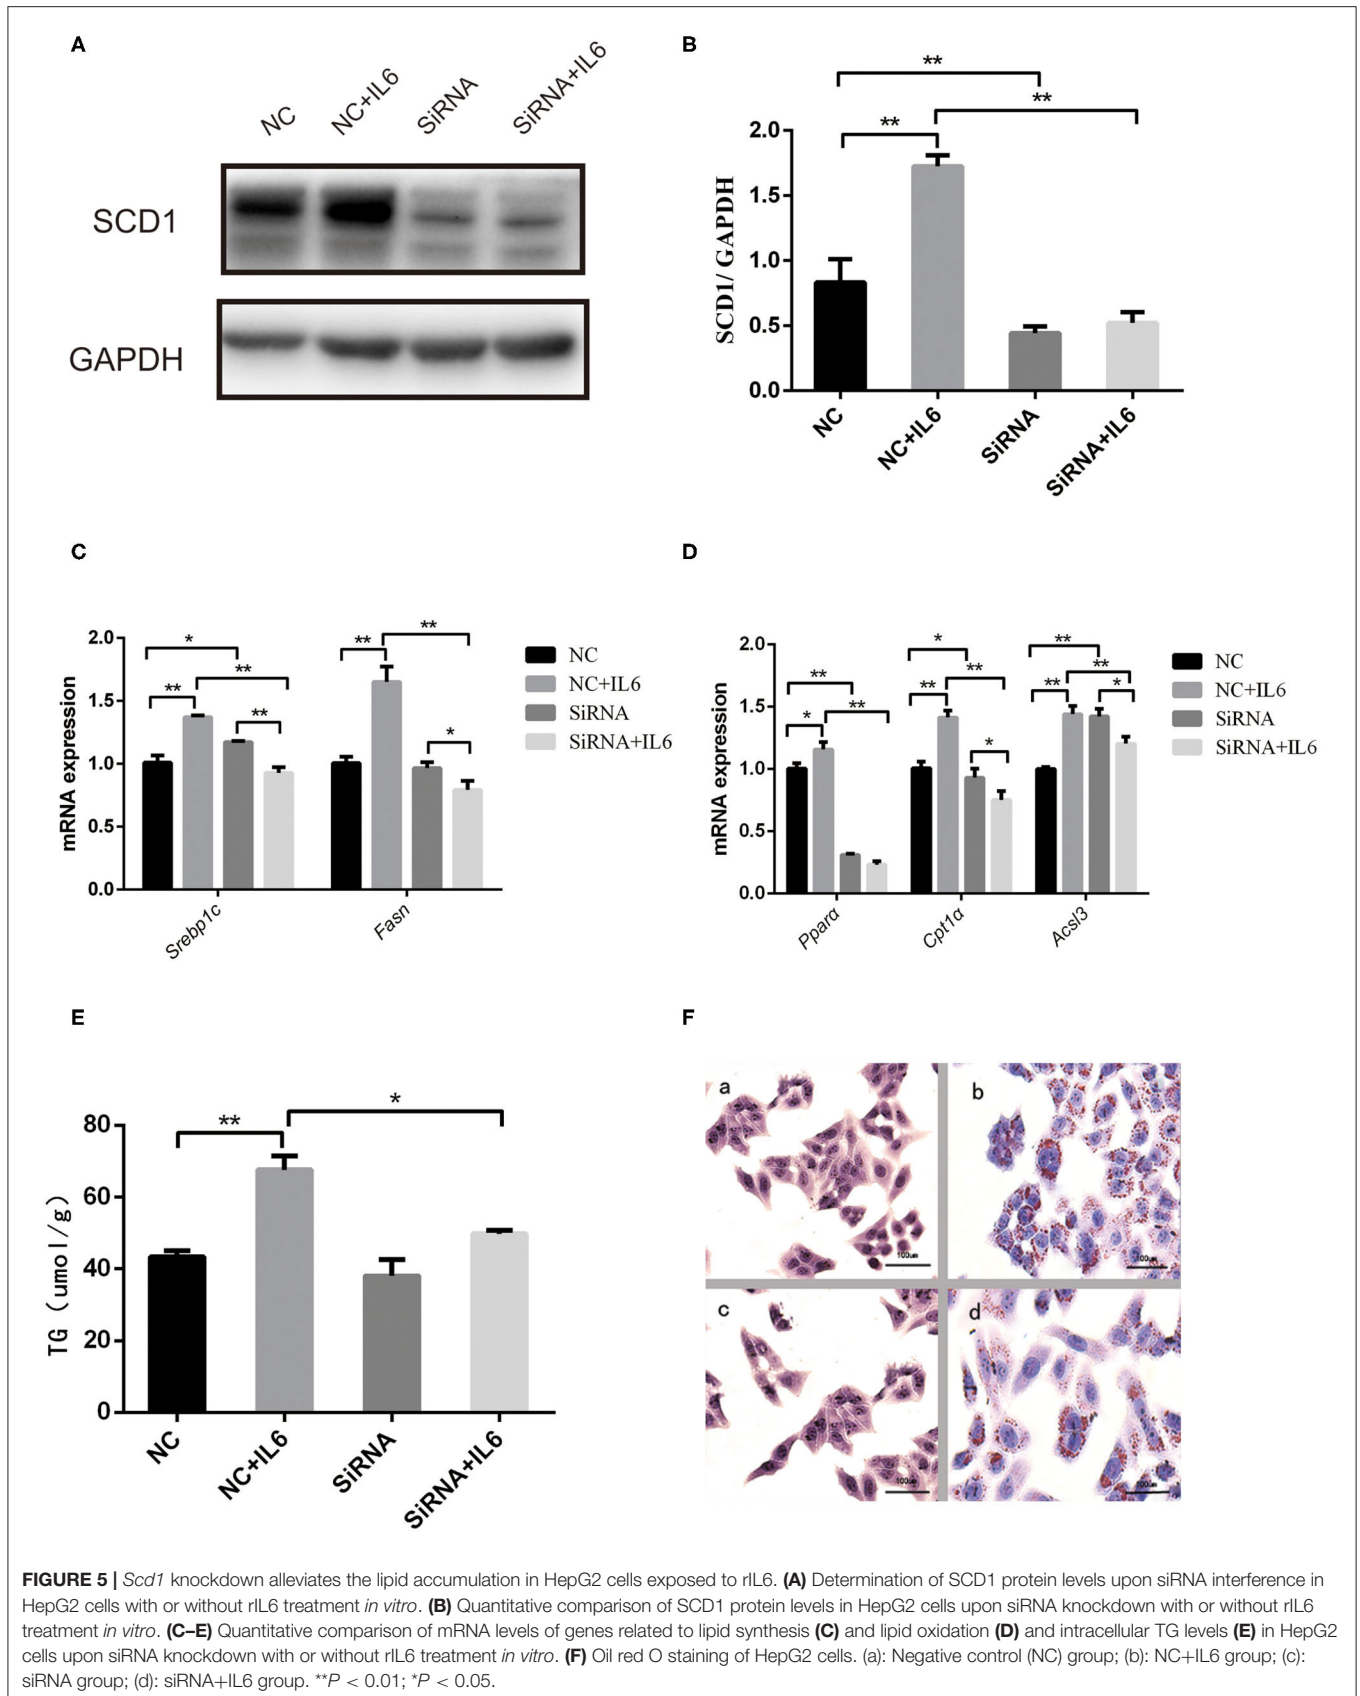 A
NC
NC+IL6
SiRNA
SiRNA+IL6
SCD1
GAPDH
B
**
**
**
SCD1/ GAPDH
2.0
1.5
1.0
0.5
0.0
NC
NC+IL6
SiRNA
SiRNA+IL6
C
mRNA expression
2.0
1.5
1.0
0.5
0.0
*
**
**
**
**
**
*
Srebp1c
Fasn
NC
NC+IL6
SiRNA
SiRNA+IL6
D
mRNA expression
2.0
1.5
1.0
0.5
0.0
**
*
**
*
**
**
*
**
**
**
*
Pparα
Cpt1α
Acsl3
NC
NC+IL6
SiRNA
SiRNA+IL6
E
TG (umol/g)
80
60
40
20
0
**
*
NC
NC+IL6
SiRNA
SiRNA+IL6
F
a
100um
b
100um
c
100um
d
100um
FIGURE 5 | Scd1 knockdown alleviates the lipid accumulation in HepG2 cells exposed to rIL6. (A) Determination of SCD1 protein levels upon siRNA interference in
HepG2 cells with or without rIL6 treatment in vitro. (B) Quantitative comparison of SCD1 protein levels in HepG2 cells upon siRNA knockdown with or without rIL6
treatment in vitro. (C–E) Quantitative comparison of mRNA levels of genes related to lipid synthesis (C) and lipid oxidation (D) and intracellular TG levels (E) in HepG2
cells upon siRNA knockdown with or without rIL6 treatment in vitro. (F) Oil red O staining of HepG2 cells. (a): Negative control (NC) group; (b): NC+IL6 group; (c):
siRNA group; (d): siRNA+IL6 group. **P < 0.01; *P < 0.05.